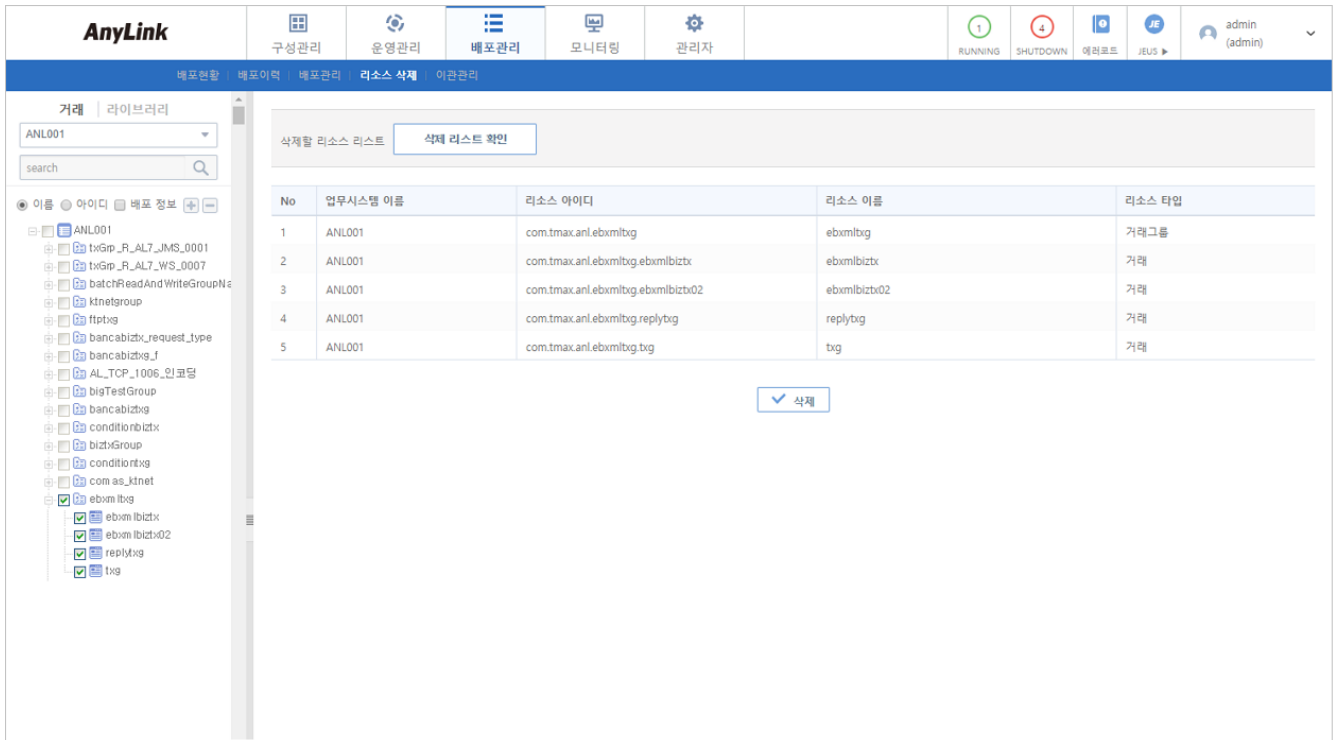 AnyLink
구성관리
운영관리
배포관리
모니터링
관리자
1
RUNNING
4
SHUTDOWN
에러코드
JE
JEUS ▶
admin
(admin)
배포현황 | 배포이력 | 배포관리 | 리소스 삭제 | 이관관리
거래 | 라이브러리
ANL001
search
이름 아이디 배포 정보
ANL001
txGrp_R_AL7_JMS_0001
txGrp_R_AL7_WS_0007
batchReadAndWriteGroupNa
ktnetgroup
ftptxg
bancabiztx_request_type
bancabiztxg_f
AL_TCP_1006_인코딩
bigTestGroup
bancabiztxg
conditionbiztx
biztxGroup
conditiontxg
comas_ktnet
ebxmltxg
ebxmlbiztx
ebxmlbiztx02
replytxg
txg
삭제할 리소스 리스트 삭제 리스트 확인
No 업무시스템 이름 리소스 아이디 리소스 이름 리소스 타입
1 ANL001 com.tmax.anl.ebxmltxg ebxmltxg 거래그룹
2 ANL001 com.tmax.anl.ebxmltxg.ebxmlbiztx ebxmlbiztx 거래
3 ANL001 com.tmax.anl.ebxmltxg.ebxmlbiztx02 ebxmlbiztx02 거래
4 ANL001 com.tmax.anl.ebxmltxg.replytxg replytxg 거래
5 ANL001 com.tmax.anl.ebxmltxg.txg txg 거래
삭제